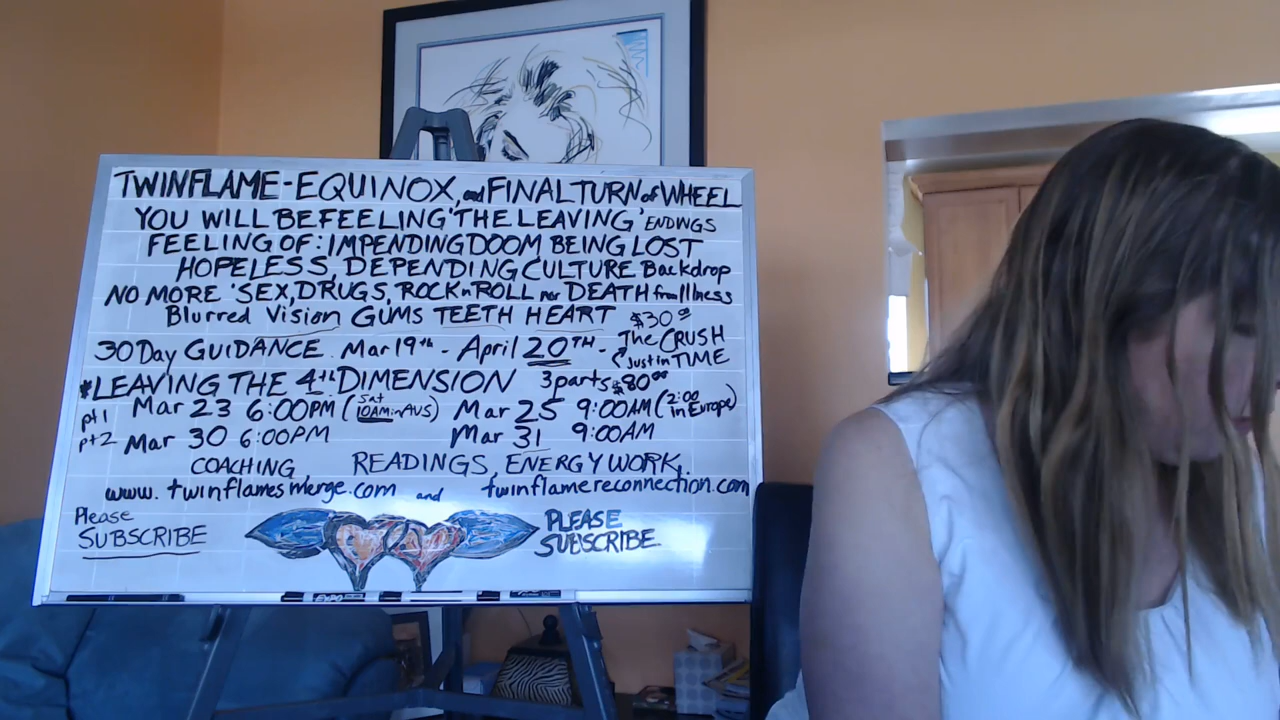 TWINFLAME-EQUINOX, and FINAL TURN of WHEEL
YOU WILL BE FEELING 'THE LEAVING' ENDINGS
FEELING OF: IMPENDING DOOM BEING LOST
HOPELESS, DEPENDING CULTURE Backdrop
NO MORE 'SEX, DRUGS, ROCK n ROLL nor DEATH from Illness
Blurred Vision GUMS TEETH HEART $30⁰⁰
30 Day GUIDANCE Mar 19th - April 20TH - The CRUSH
(Just in TIME
*LEAVING THE 4th DIMENSION 3 parts $80⁰⁰
pt1 Mar 23 6:00PM (Sat 10AM in AUS) Mar 25 9:00AM (2:00 in Europe)
pt2 Mar 30 6:00PM Mar 31 9:00AM
COACHING, READINGS, ENERGY WORK,
www.twinflamesmerge.com and twinflamereconnection.com
Please SUBSCRIBE
PLEASE SUBSCRIBE
EXPO